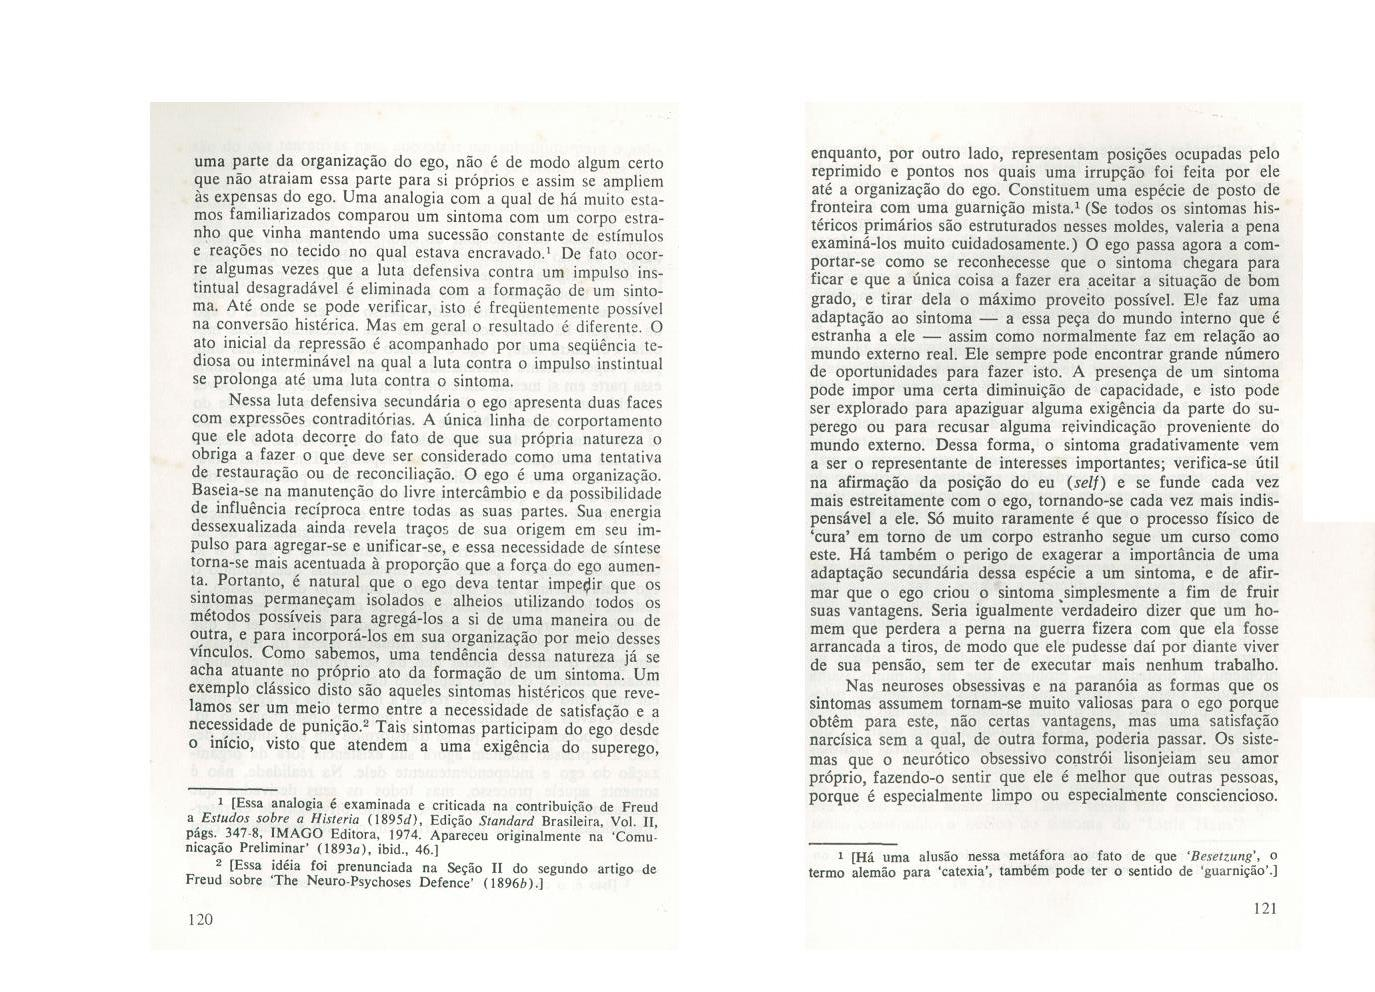 uma parte da organização do ego, não é de modo algum certo
que não atraiam essa parte para si próprios e assim se ampliem
às expensas do ego. Uma analogia com a qual de há muito esta-
mos familiarizados comparou um sintoma com um corpo estra-
nho que vinha mantendo uma sucessão constante de estímulos
e reações no tecido no qual estava encravado.¹ De fato ocor-
re algumas vezes que a luta defensiva contra um impulso ins-
tintual desagradável é eliminada com a formação de um sinto-
ma. Até onde se pode verificar, isto é freqüentemente possível
na conversão histérica. Mas em geral o resultado é diferente. O
ato inicial da repressão é acompanhado por uma seqüência te-
diosa ou interminável na qual a luta contra o impulso instintual
se prolonga até uma luta contra o sintoma.
Nessa luta defensiva secundária o ego apresenta duas faces
com expressões contraditórias. A única linha de comportamento
que ele adota decorre do fato de que sua própria natureza o
obriga a fazer o que deve ser considerado como uma tentativa
de restauração ou de reconciliação. O ego é uma organização.
Baseia-se na manutenção do livre intercâmbio e da possibilidade
de influência recíproca entre todas as suas partes. Sua energia
dessexualizada ainda revela traços de sua origem em seu im-
pulso para agregar-se e unificar-se, e essa necessidade de síntese
torna-se mais acentuada à proporção que a força do ego aumen-
ta. Portanto, é natural que o ego deva tentar impedir que os
sintomas permaneçam isolados e alheios utilizando todos os
métodos possíveis para agregá-los a si de uma maneira ou de
outra, e para incorporá-los em sua organização por meio desses
vínculos. Como sabemos, uma tendência dessa natureza já se
acha atuante no próprio ato da formação de um sintoma. Um
exemplo clássico disto são aqueles sintomas histéricos que reve-
lamos ser um meio termo entre a necessidade de satisfação e a
necessidade de punição.² Tais sintomas participam do ego desde
o início, visto que atendem a uma exigência do superego,
¹ [Essa analogia é examinada e criticada na contribuição de Freud
a Estudos sobre a Histeria (1895d), Edição Standard Brasileira, Vol. II,
págs. 347-8, IMAGO Editora, 1974. Apareceu originalmente na 'Comu-
nicação Preliminar' (1893a), ibid., 46.]
² [Essa idéia foi prenunciada na Seção II do segundo artigo de
Freud sobre 'The Neuro-Psychoses Defence' (1896b).]
120
enquanto, por outro lado, representam posições ocupadas pelo
reprimido e pontos nos quais uma irrupção foi feita por ele
até a organização do ego. Constituem uma espécie de posto de
fronteira com uma guarnição mista.¹ (Se todos os sintomas his-
téricos primários são estruturados nesses moldes, valeria a pena
examiná-los muito cuidadosamente.) O ego passa agora a com-
portar-se como se reconhecesse que o sintoma chegara para
ficar e que a única coisa a fazer era aceitar a situação de bom
grado, e tirar dela o máximo proveito possível. Ele faz uma
adaptação ao sintoma — a essa peça do mundo interno que é
estranha a ele — assim como normalmente faz em relação ao
mundo externo real. Ele sempre pode encontrar grande número
de oportunidades para fazer isto. A presença de um sintoma
pode impor uma certa diminuição de capacidade, e isto pode
ser explorado para apaziguar alguma exigência da parte do su-
perego ou para recusar alguma reivindicação proveniente do
mundo externo. Dessa forma, o sintoma gradativamente vem
a ser o representante de interesses importantes; verifica-se útil
na afirmação da posição do eu (self) e se funde cada vez
mais estreitamente com o ego, tornando-se cada vez mais indis-
pensável a ele. Só muito raramente é que o processo físico de
'cura' em torno de um corpo estranho segue um curso como
este. Há também o perigo de exagerar a importância de uma
adaptação secundária dessa espécie a um sintoma, e de afir-
mar que o ego criou o sintoma simplesmente a fim de fruir
suas vantagens. Seria igualmente verdadeiro dizer que um ho-
mem que perdera a perna na guerra fizera com que ela fosse
arrancada a tiros, de modo que ele pudesse daí por diante viver
de sua pensão, sem ter de executar mais nenhum trabalho.
Nas neuroses obsessivas e na paranóia as formas que os
sintomas assumem tornam-se muito valiosas para o ego porque
obtêm para este, não certas vantagens, mas uma satisfação
narcísica sem a qual, de outra forma, poderia passar. Os siste-
mas que o neurótico obsessivo constrói lisonjeiam seu amor
próprio, fazendo-o sentir que ele é melhor que outras pessoas,
porque é especialmente limpo ou especialmente consciencioso.
¹ [Há uma alusão nessa metáfora ao fato de que 'Besetzung', o
termo alemão para 'catexia', também pode ter o sentido de 'guarnição'.]
121